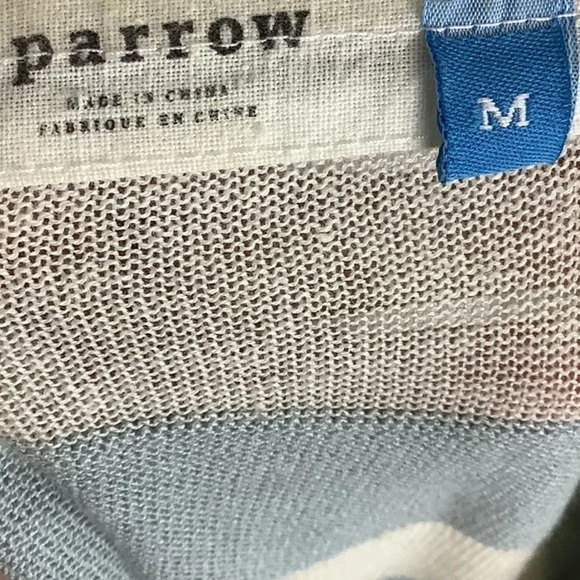 parrow
MADE IN CHINA
FABRIQUE EN CHINE
M